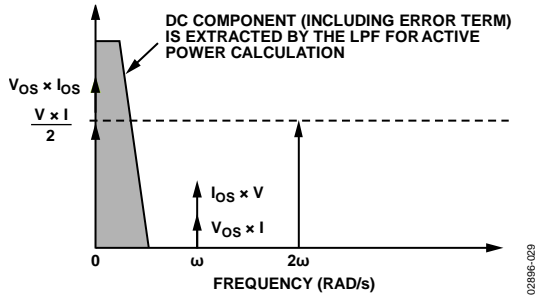 DC COMPONENT (INCLUDING ERROR TERM)
IS EXTRACTED BY THE LPF FOR ACTIVE
POWER CALCULATION
VOS × IOS
V × I
2
IOS × V
VOS × I
0
ω
2ω
FREQUENCY (RAD/s)
02896-029